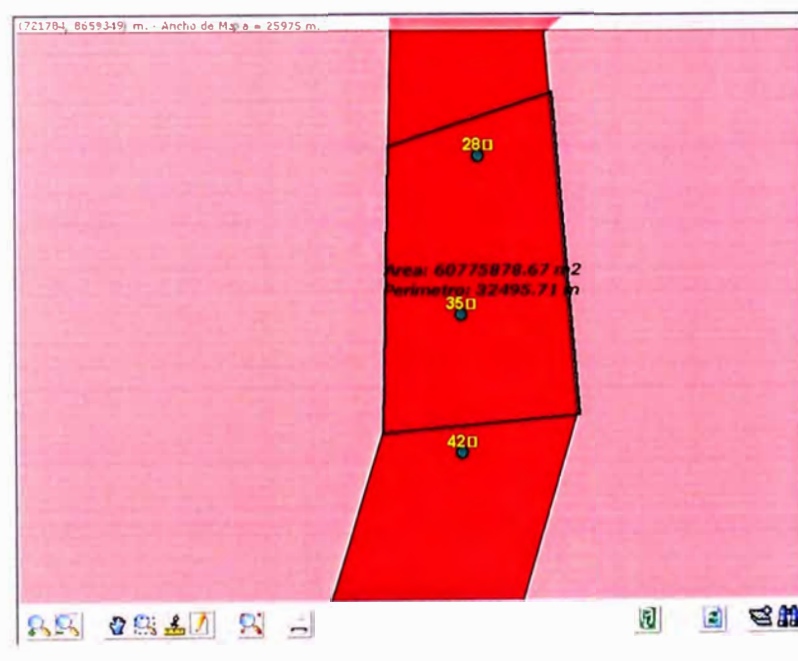 (721784, 8659349) m. - Ancho de Mapa = 25975 m.
28▯
Area: 60775878.67 m2
Perimetro: 32495.71 m
35▯
42▯